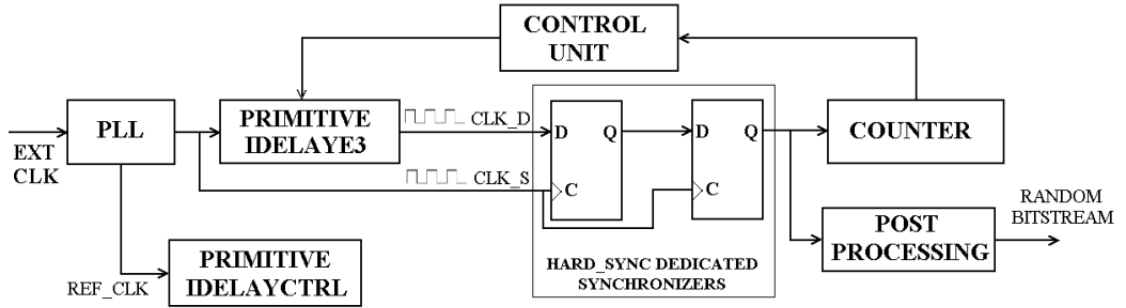 CONTROL
UNIT
PLL
PRIMITIVE
IDELAYE3
CLK_D
D
Q
D
Q
COUNTER
EXT
CLK
CLK_S
C
C
RANDOM
BITSTREAM
POST
PROCESSING
PRIMITIVE
IDELAYCTRL
REF_CLK
HARD_SYNC DEDICATED
SYNCHRONIZERS